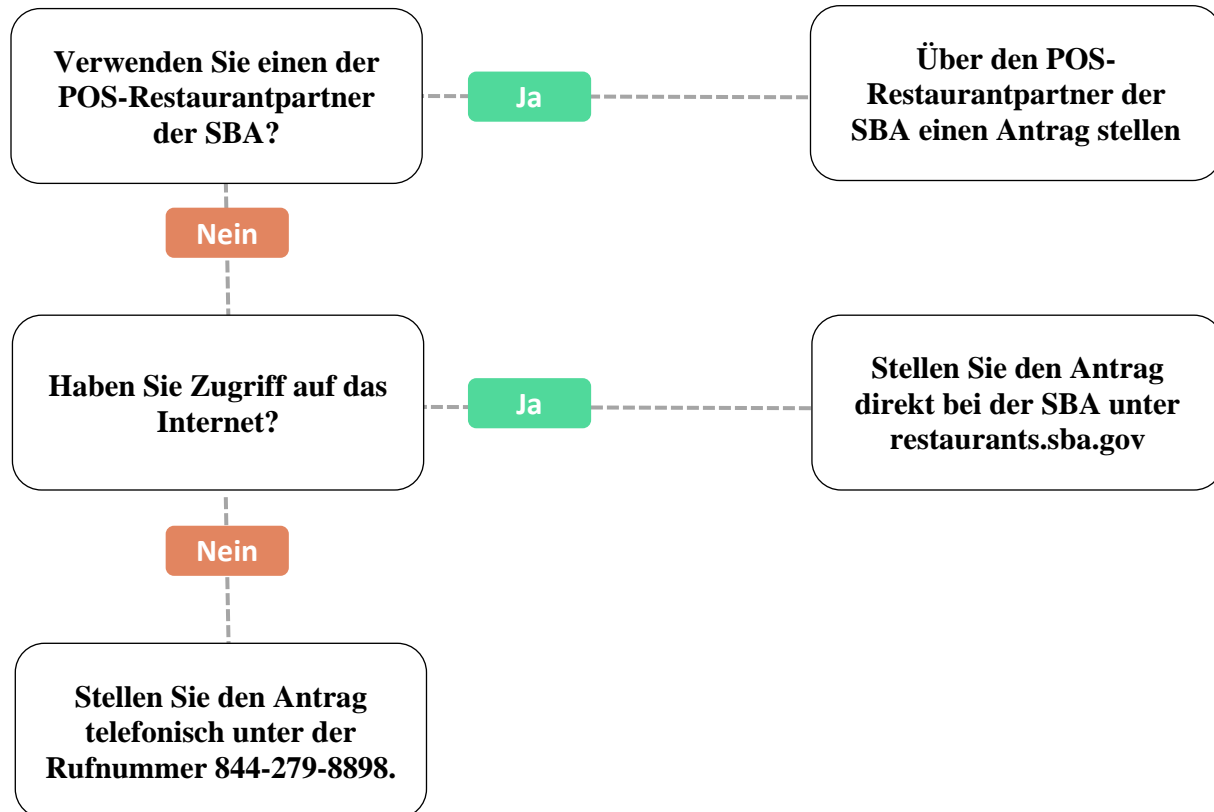 Verwenden Sie einen der
POS-Restaurantpartner
der SBA?
Ja
Über den POS-
Restaurantpartner der
SBA einen Antrag stellen
Nein
Haben Sie Zugriff auf das
Internet?
Ja
Stellen Sie den Antrag
direkt bei der SBA unter
restaurants.sba.gov
Nein
Stellen Sie den Antrag
telefonisch unter der
Rufnummer 844-279-8898.